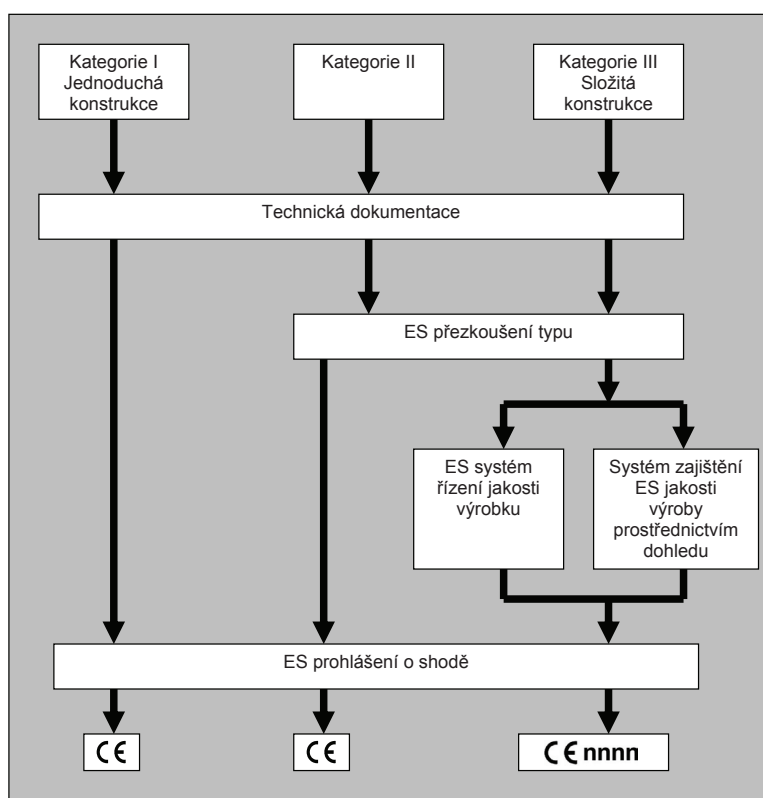 Kategorie I
Jednoduchá
konstrukce
Kategorie II
Kategorie III
Složitá
konstrukce
Technická dokumentace
ES přezkoušení typu
ES systém
řízení jakosti
výrobku
Systém zajištění
ES jakosti
výroby
prostřednictvím
dohledu
ES prohlášení o shodě
CE
CE
CE nnnn